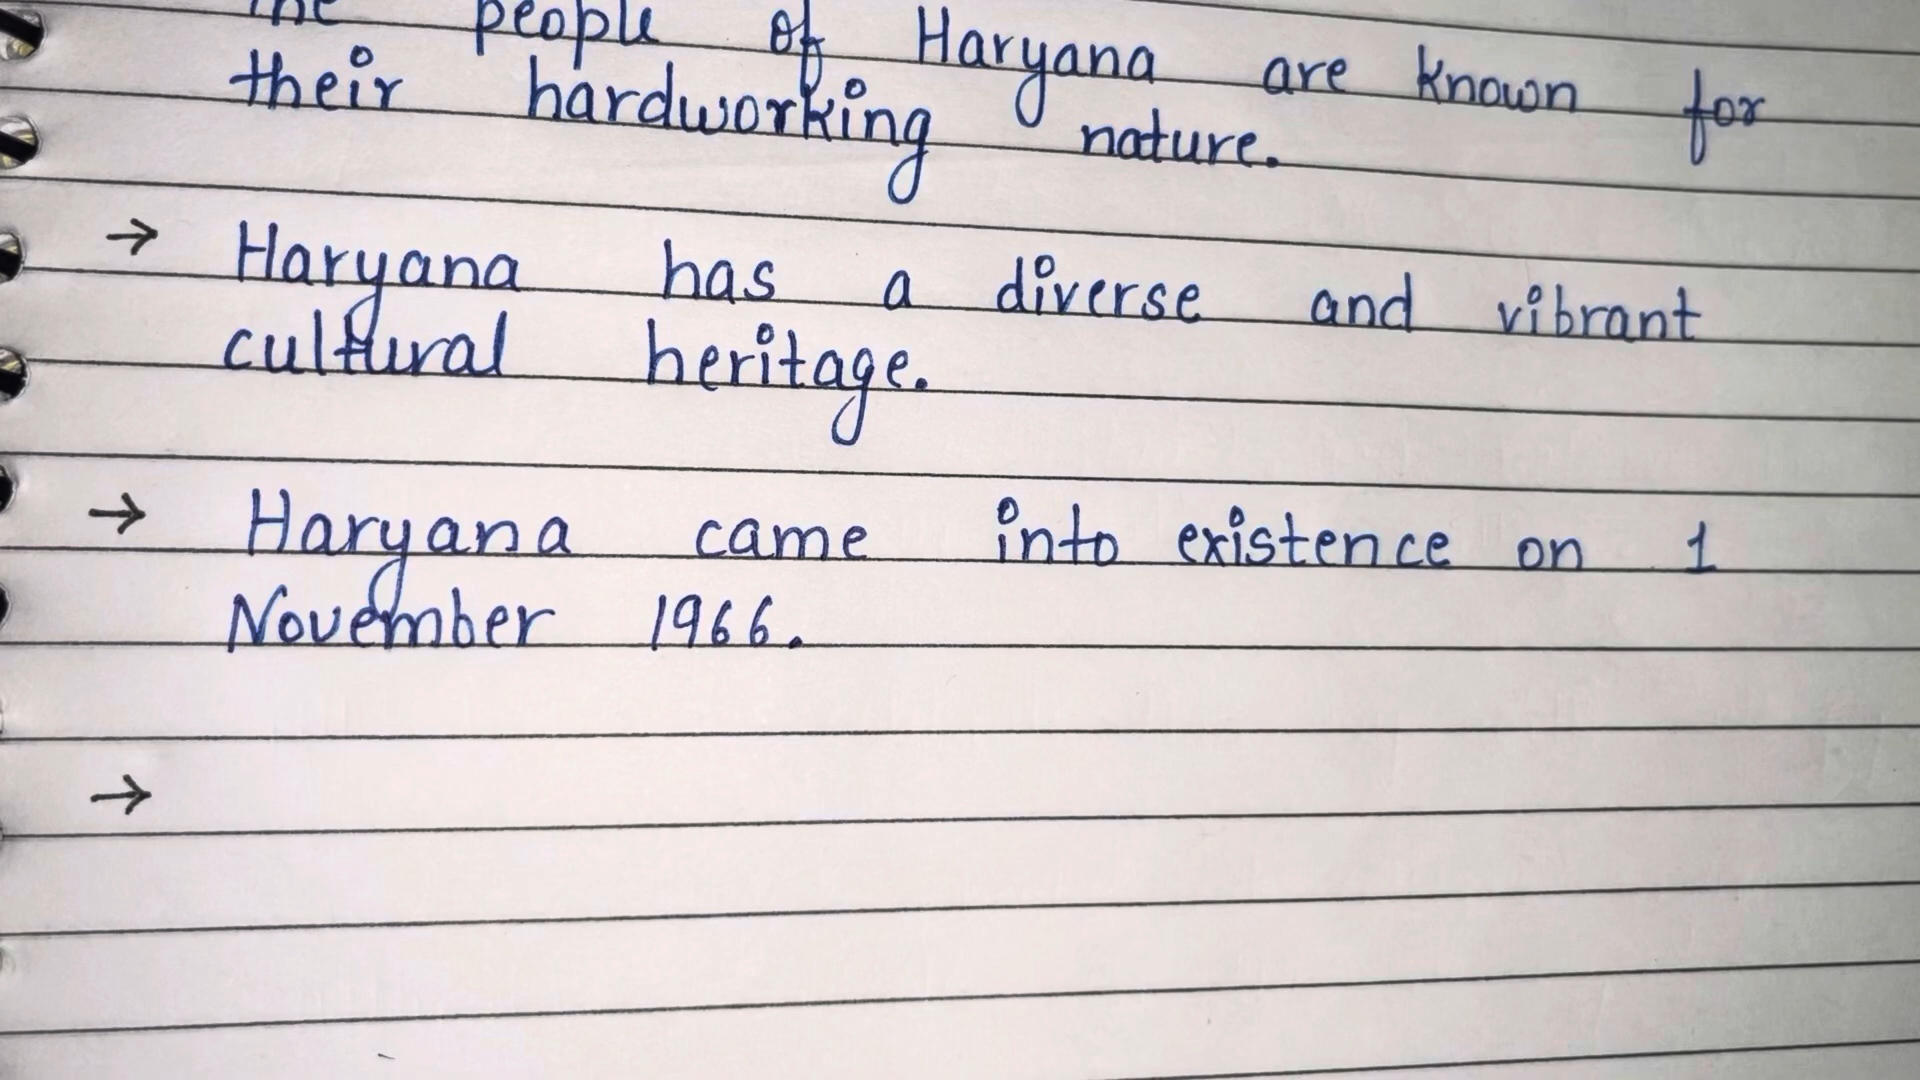 The people of Haryana are known for
their hardworking nature.
→ Haryana has a diverse and vibrant
cultural heritage.
→ Haryana came into existence on 1
November 1966.
→